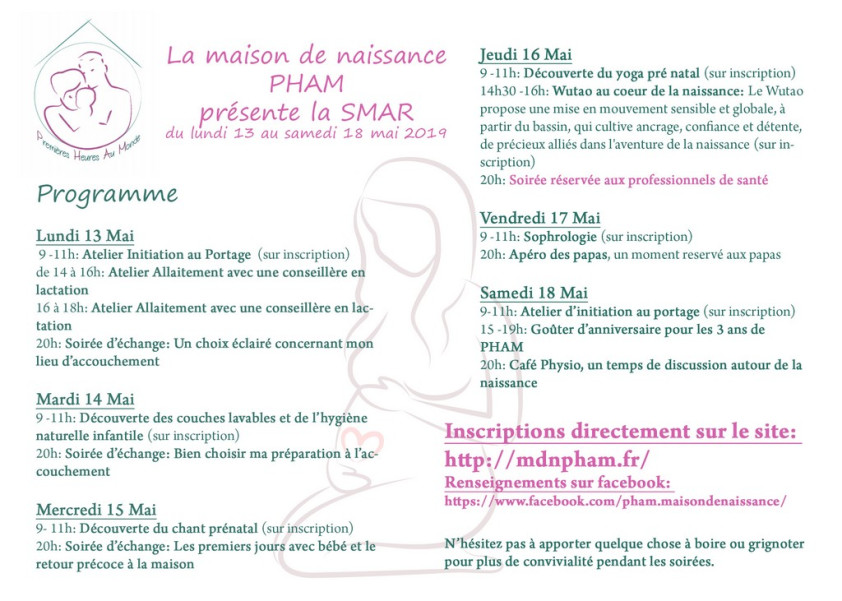 Premières Heures Au Monde
La maison de naissance
PHAM
présente la SMAR
du lundi 13 au samedi 18 mai 2019
Programme
Lundi 13 Mai
9 -11h: Atelier Initiation au Portage (sur inscription)
de 14 à 16h: Atelier Allaitement avec une conseillère en
lactation
16 à 18h: Atelier Allaitement avec une conseillère en lac-
tation
20h: Soirée d'échange: Un choix éclairé concernant mon
lieu d'accouchement
Mardi 14 Mai
9 -11h: Découverte des couches lavables et de l'hygiène
naturelle infantile (sur inscription)
20h: Soirée d'échange: Bien choisir ma préparation à l'ac-
couchement
Mercredi 15 Mai
9- 11h: Découverte du chant prénatal (sur inscription)
20h: Soirée d'échange: Les premiers jours avec bébé et le
retour précoce à la maison
Jeudi 16 Mai
9 -11h: Découverte du yoga pré natal (sur inscription)
14h30 -16h: Wutao au coeur de la naissance: Le Wutao
propose une mise en mouvement sensible et globale, à
partir du bassin, qui cultive ancrage, confiance et détente,
de précieux alliés dans l'aventure de la naissance (sur in-
scription)
20h: Soirée réservée aux professionnels de santé
Vendredi 17 Mai
9 -11h: Sophrologie (sur inscription)
20h: Apéro des papas, un moment reservé aux papas
Samedi 18 Mai
9-11h: Atelier d'initiation au portage (sur inscription)
15 -19h: Goûter d'anniversaire pour les 3 ans de
PHAM
20h: Café Physio, un temps de discussion autour de la
naissance
Inscriptions directement sur le site:
http://mdnpham.fr/
Renseignements sur facebook:
https://www.facebook.com/pham.maisondenaissance/
N'hésitez pas à apporter quelque chose à boire ou grignoter
pour plus de convivialité pendant les soirées.